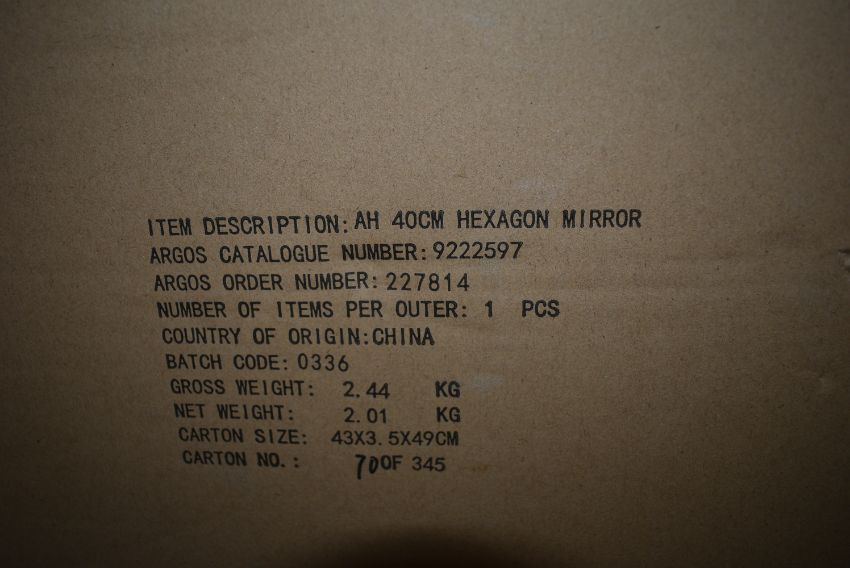 ITEM DESCRIPTION: AH 40CM HEXAGON MIRROR
ARGOS CATALOGUE NUMBER: 9222597
ARGOS ORDER NUMBER: 227814
NUMBER OF ITEMS PER OUTER: 1 PCS
COUNTRY OF ORIGIN: CHINA
BATCH CODE: 0336
GROSS WEIGHT: 2.44 KG
NET WEIGHT: 2.01 KG
CARTON SIZE: 43X3.5X49CM
CARTON NO.: 70 OF 345